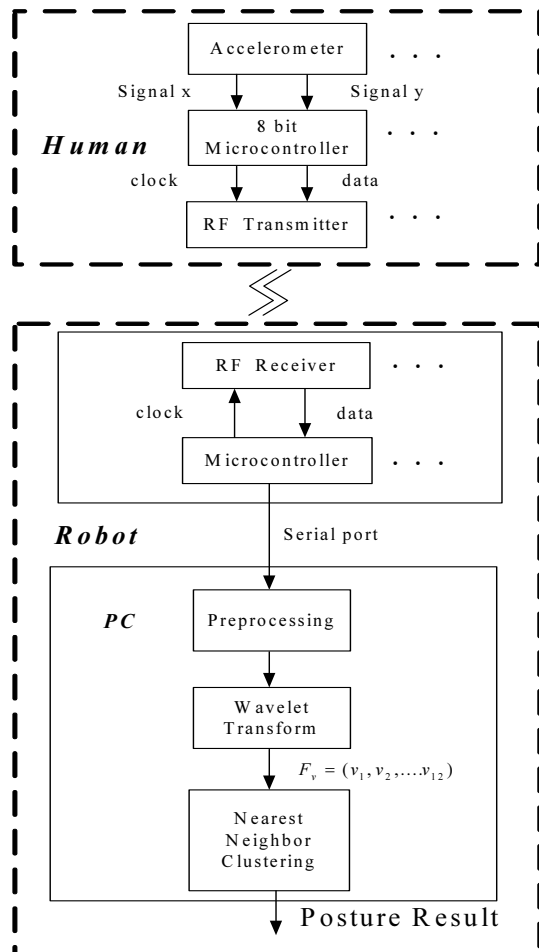 Accelerometer . . .
Signal x Signal y
8 bit
Microcontroller . . .
Human
clock data
RF Transmitter . . .
RF Receiver . . .
clock data
Microcontroller . . .
Robot
Serial port
PC
Preprocessing
Wavelet
Transform
F_v = (v_1, v_2, ....v_12)
Nearest
Neighbor
Clustering
Posture Result